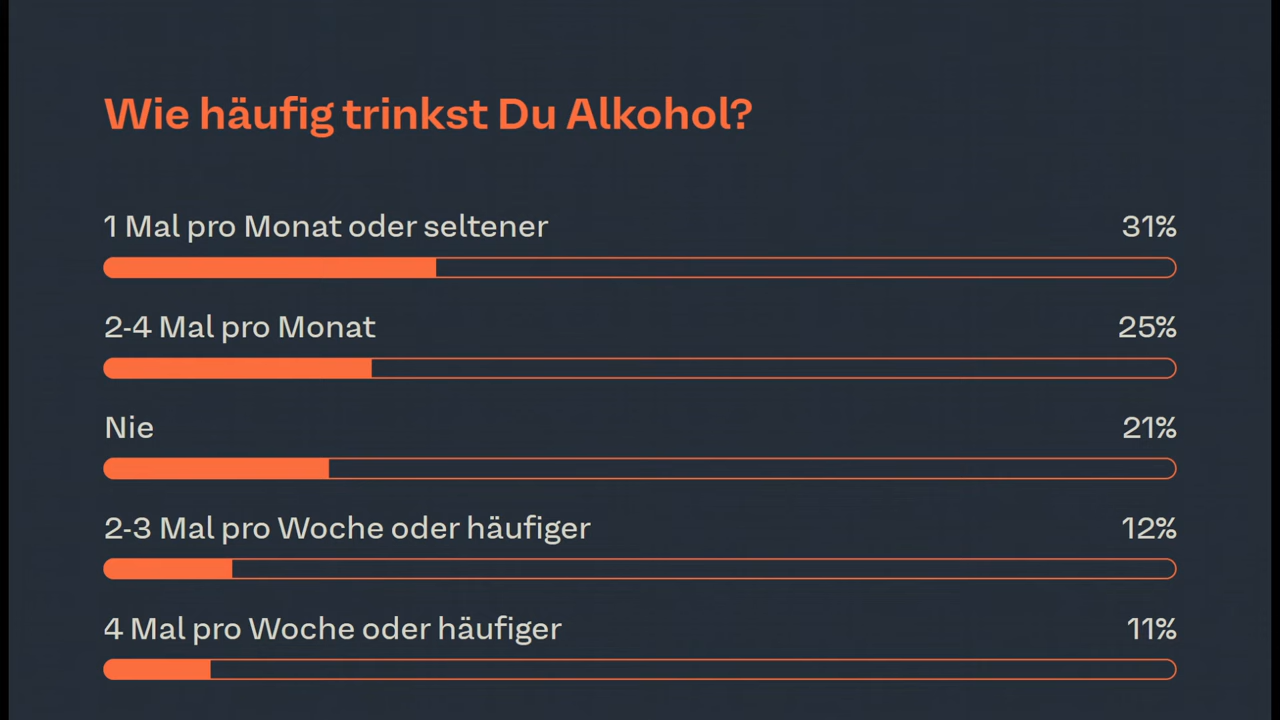 Wie häufig trinkst Du Alkohol?
1 Mal pro Monat oder seltener 31%
2-4 Mal pro Monat 25%
Nie 21%
2-3 Mal pro Woche oder häufiger 12%
4 Mal pro Woche oder häufiger 11%